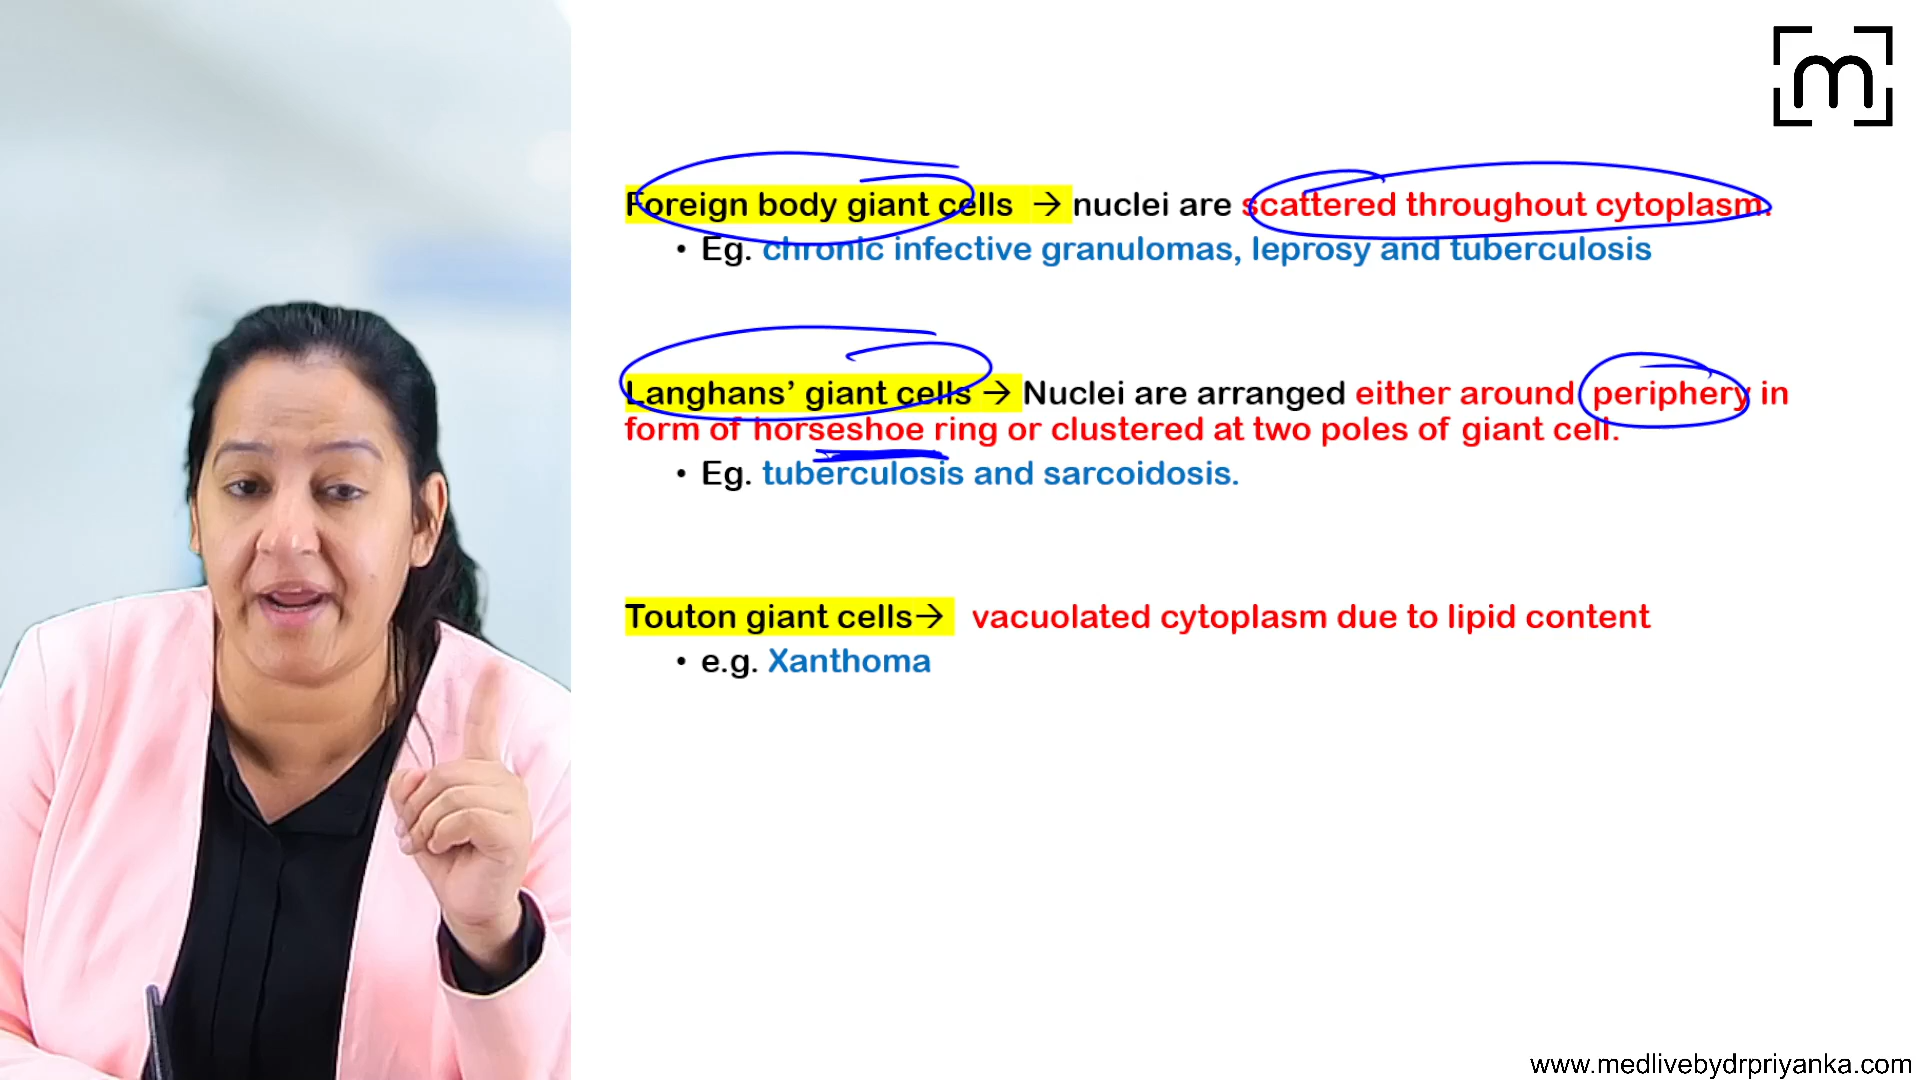 m
Foreign body giant cells → nuclei are scattered throughout cytoplasm.
• Eg. chronic infective granulomas, leprosy and tuberculosis
Langhans’ giant cells → Nuclei are arranged either around periphery in
form of horseshoe ring or clustered at two poles of giant cell.
• Eg. tuberculosis and sarcoidosis.
Touton giant cells→ vacuolated cytoplasm due to lipid content
• e.g. Xanthoma
www.medlivebydrpriyanka.com